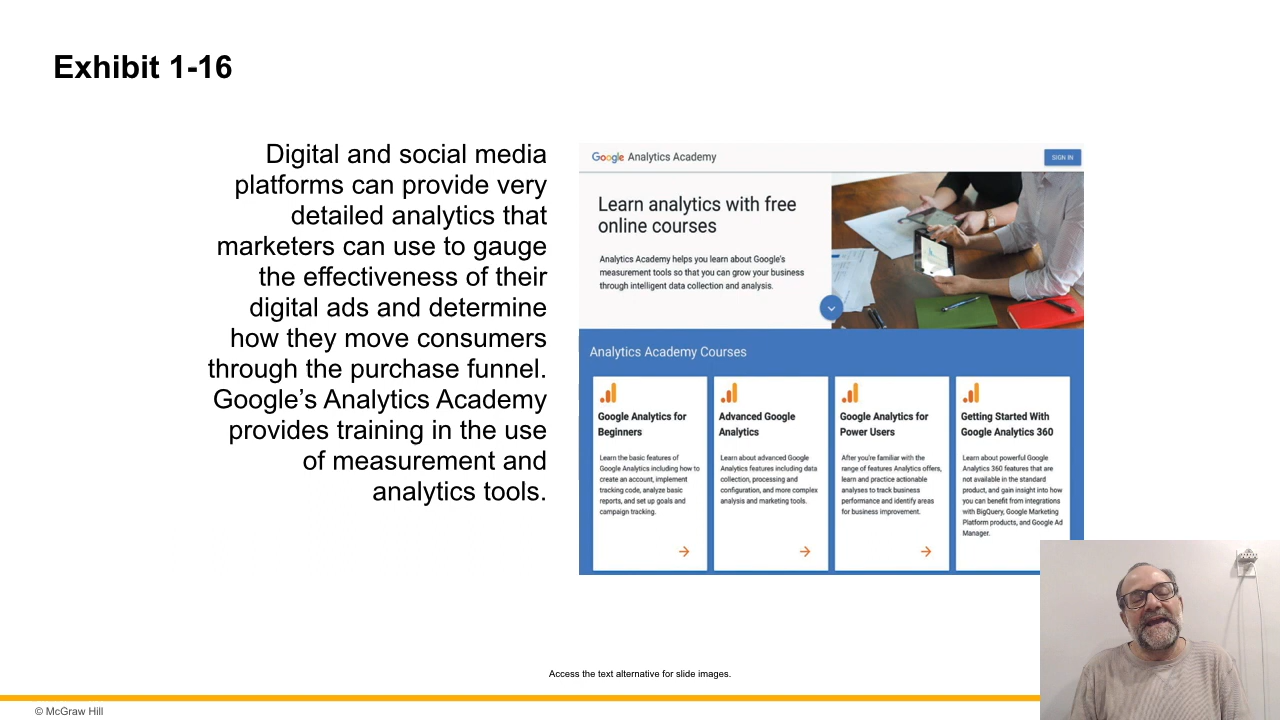 Exhibit 1-16
Digital and social media
platforms can provide very
detailed analytics that
marketers can use to gauge
the effectiveness of their
digital ads and determine
how they move consumers
through the purchase funnel.
Google’s Analytics Academy
provides training in the use
of measurement and
analytics tools.
Google Analytics Academy
SIGN IN
Learn analytics with free
online courses
Analytics Academy helps you learn about Google's
measurement tools so that you can grow your business
through intelligent data collection and analysis.
Analytics Academy Courses
Google Analytics for
Beginners
Learn the basic features of
Google Analytics including how to
create an account, implement
tracking code, analyze basic
reports, and set up goals and
campaign tracking.
Advanced Google
Analytics
Learn about advanced Google
Analytics features including data
collection, processing and
configuration, and more complex
analysis and marketing tools.
Google Analytics for
Power Users
After you're familiar with the
range of features Analytics offers,
learn and practice actionable
analyses to track business
performance and identify areas
for business improvement.
Getting Started With
Google Analytics 360
Learn about powerful Google
Analytics 360 features that are
not available in the standard
product, and gain insight into how
you can benefit from integrations
with BigQuery, Google Marketing
Platform products, and Google Ad
Manager.
Access the text alternative for slide images.
© McGraw Hill